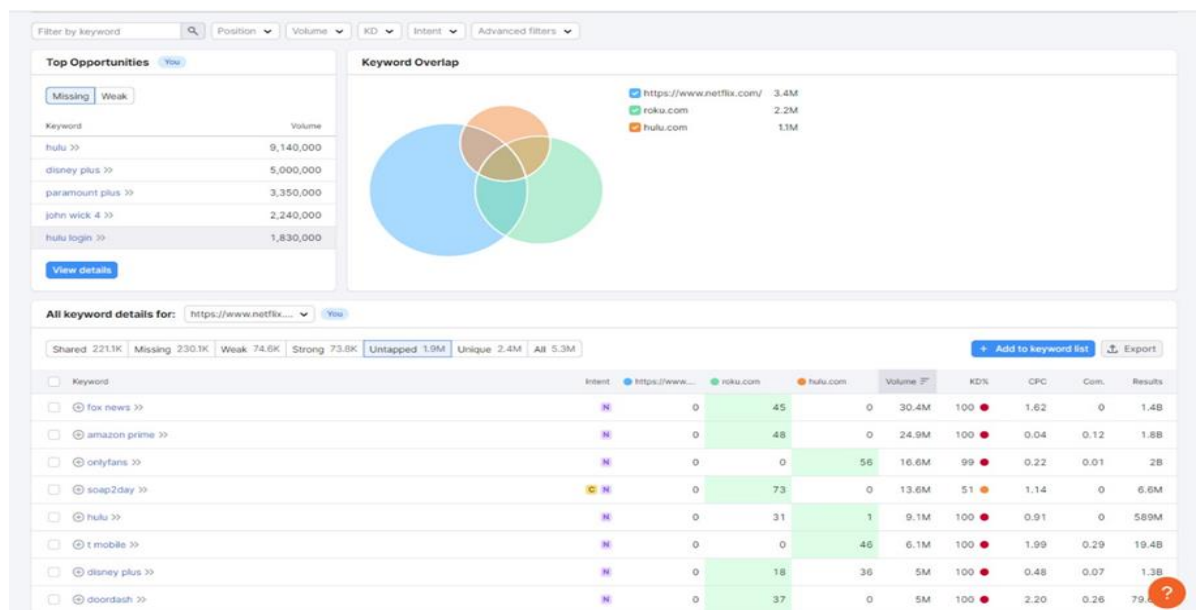 Filter by keyword Position Volume KD Intent Advanced filters
Top Opportunities You
Missing Weak
Keyword Volume
hulu >> 9,140,000
disney plus >> 5,000,000
paramount plus >> 3,350,000
john wick 4 >> 2,240,000
hulu login >> 1,830,000
View details
Keyword Overlap
https://www.netflix.com/ 3.4M
roku.com 2.2M
hulu.com 1.1M
All keyword details for: https://www.netflix.... You
Shared 221.1K Missing 230.1K Weak 74.6K Strong 73.8K Untapped 1.9M Unique 2.4M All 5.3M
+ Add to keyword list Export
Keyword Intent https://www.... roku.com hulu.com Volume KD% CPC Com. Results
fox news >> N 0 45 0 30.4M 100 1.62 0 1.4B
amazon prime >> N 0 48 0 24.9M 100 0.04 0.12 1.8B
onlyfans >> N 0 0 56 16.6M 99 0.22 0.01 2B
soap2day >> C N 0 73 0 13.6M 51 1.14 0 6.6M
hulu >> N 0 31 1 9.1M 100 0.91 0 589M
t mobile >> N 0 0 46 6.1M 100 1.99 0.29 19.4B
disney plus >> N 0 18 36 5M 100 0.48 0.07 1.3B
doordash >> N 0 37 0 5M 100 2.20 0.26
?